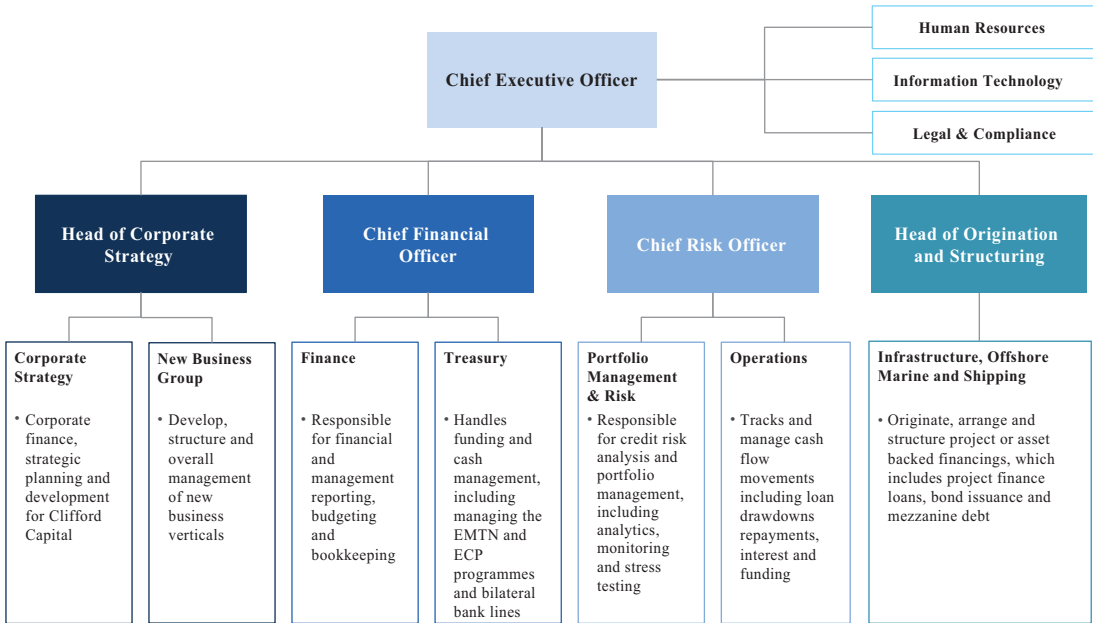 Human Resources
Chief Executive Officer
Information Technology
Legal & Compliance
Head of Corporate
Strategy
Chief Financial
Officer
Chief Risk Officer
Head of Origination
and Structuring
Corporate
Strategy
• Corporate
finance,
strategic
planning and
development
for Clifford
Capital
New Business
Group
• Develop,
structure and
overall
management
of new
business
verticals
Finance
• Responsible
for financial
and
management
reporting,
budgeting
and
bookkeeping
Treasury
• Handles
funding and
cash
management,
including
managing the
EMTN and
ECP
programmes
and bilateral
bank lines
Portfolio
Management
& Risk
• Responsible
for credit risk
analysis and
portfolio
management,
including
analytics,
monitoring
and stress
testing
Operations
• Tracks and
manage cash
flow
movements
including loan
drawdowns
repayments,
interest and
funding
Infrastructure, Offshore
Marine and Shipping
• Originate, arrange and
structure project or asset
backed financings, which
includes project finance
loans, bond issuance and
mezzanine debt